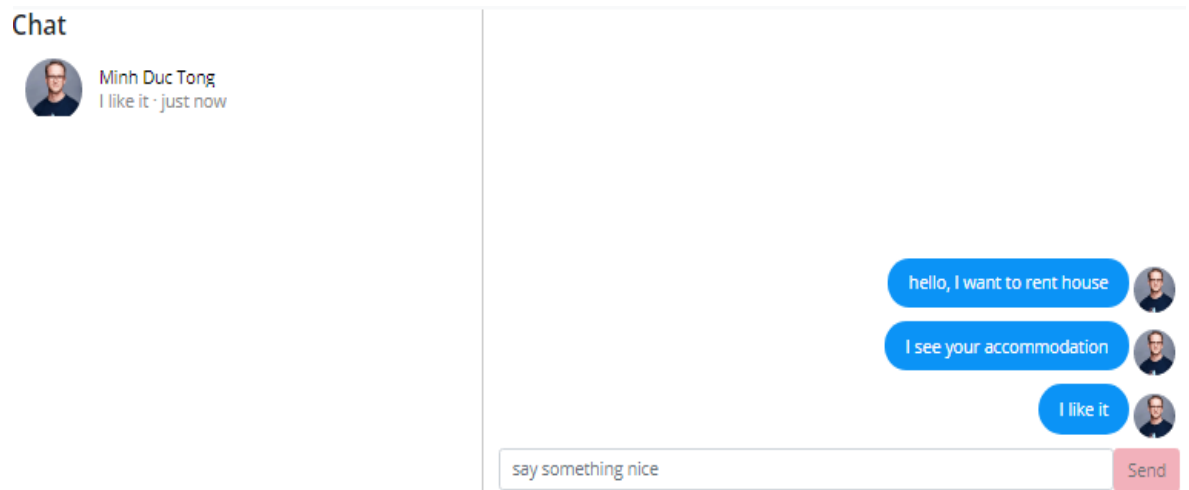 Chat
Minh Duc Tong
I like it · just now
hello, I want to rent house
I see your accommodation
I like it
say something nice
Send